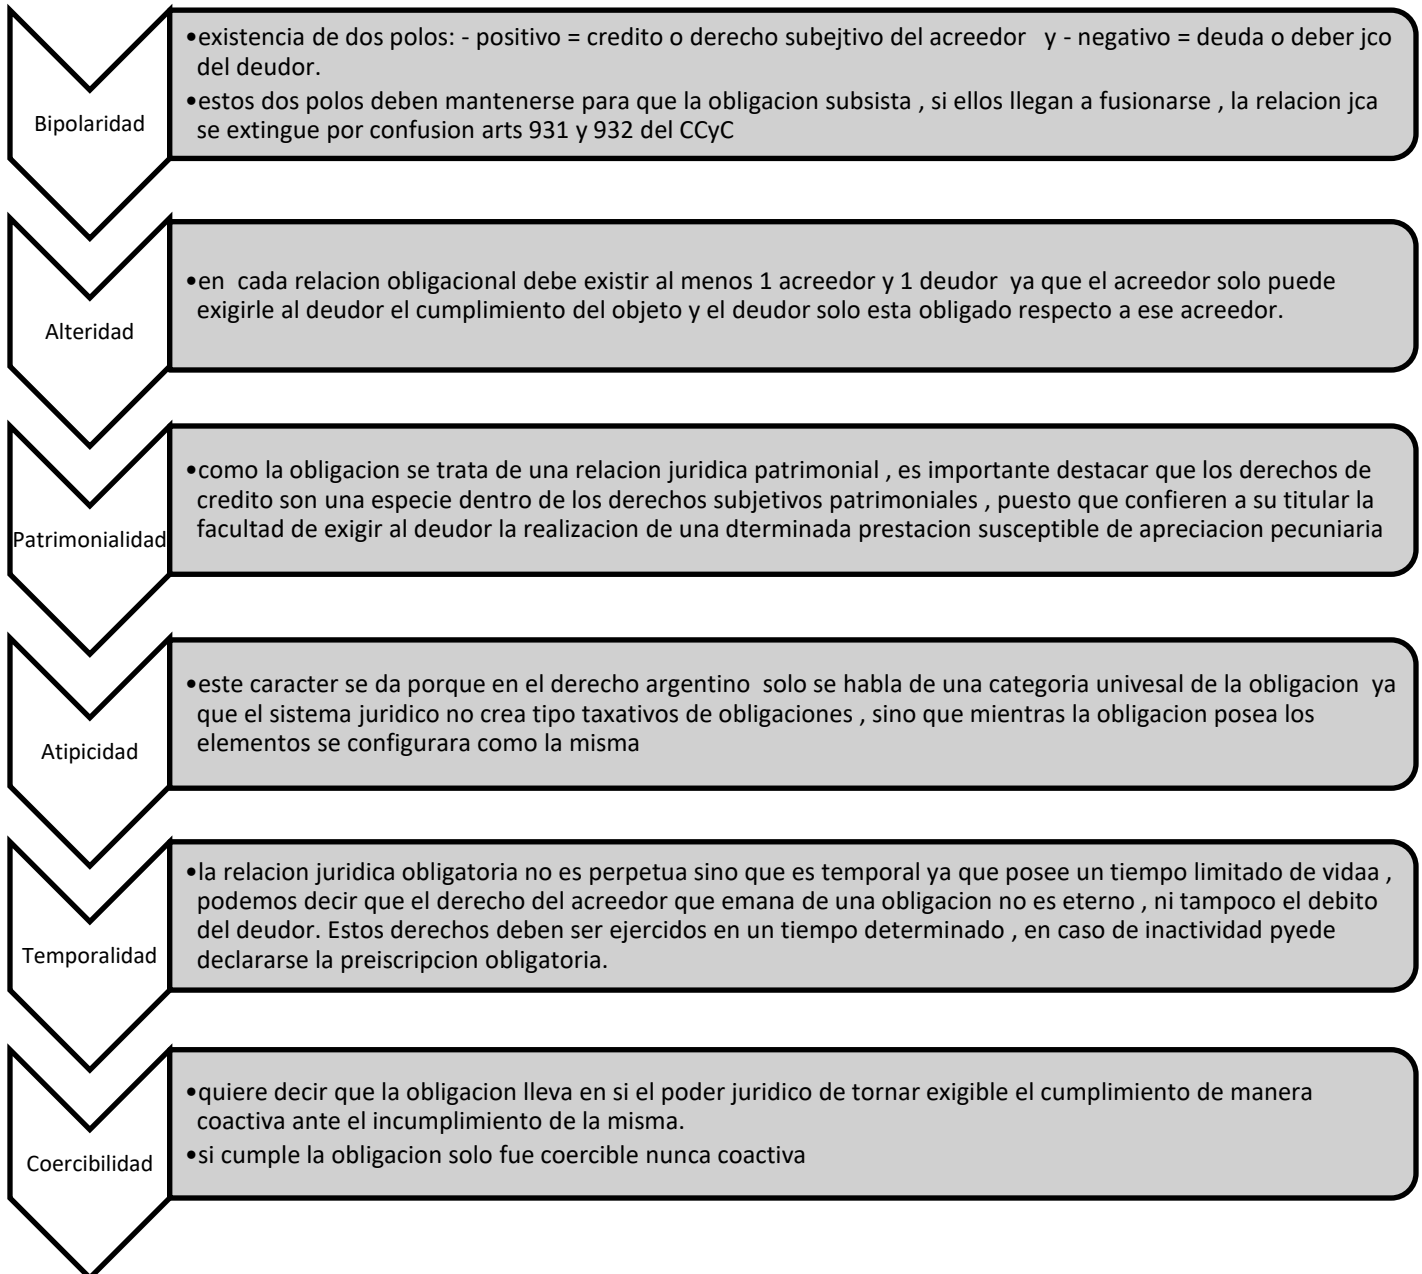 Bipolaridad
•existencia de dos polos: - positivo = credito o derecho subejtivo del acreedor y - negativo = deuda o deber jco
del deudor.
•estos dos polos deben mantenerse para que la obligacion subsista , si ellos llegan a fusionarse , la relacion jca
se extingue por confusion arts 931 y 932 del CCyC
Alteridad
•en cada relacion obligacional debe existir al menos 1 acreedor y 1 deudor ya que el acreedor solo puede
exigirle al deudor el cumplimiento del objeto y el deudor solo esta obligado respecto a ese acreedor.
Patrimonialidad
•como la obligacion se trata de una relacion juridica patrimonial , es importante destacar que los derechos de
credito son una especie dentro de los derechos subjetivos patrimoniales , puesto que confieren a su titular la
facultad de exigir al deudor la realizacion de una dterminada prestacion susceptible de apreciacion pecuniaria
Atipicidad
•este caracter se da porque en el derecho argentino solo se habla de una categoria univesal de la obligacion ya
que el sistema juridico no crea tipo taxativos de obligaciones , sino que mientras la obligacion posea los
elementos se configurara como la misma
Temporalidad
•la relacion juridica obligatoria no es perpetua sino que es temporal ya que posee un tiempo limitado de vidaa ,
podemos decir que el derecho del acreedor que emana de una obligacion no es eterno , ni tampoco el debito
del deudor. Estos derechos deben ser ejercidos en un tiempo determinado , en caso de inactividad pyede
declararse la preiscripcion obligatoria.
Coercibilidad
•quiere decir que la obligacion lleva en si el poder juridico de tornar exigible el cumplimiento de manera
coactiva ante el incumplimiento de la misma.
•si cumple la obligacion solo fue coercible nunca coactiva